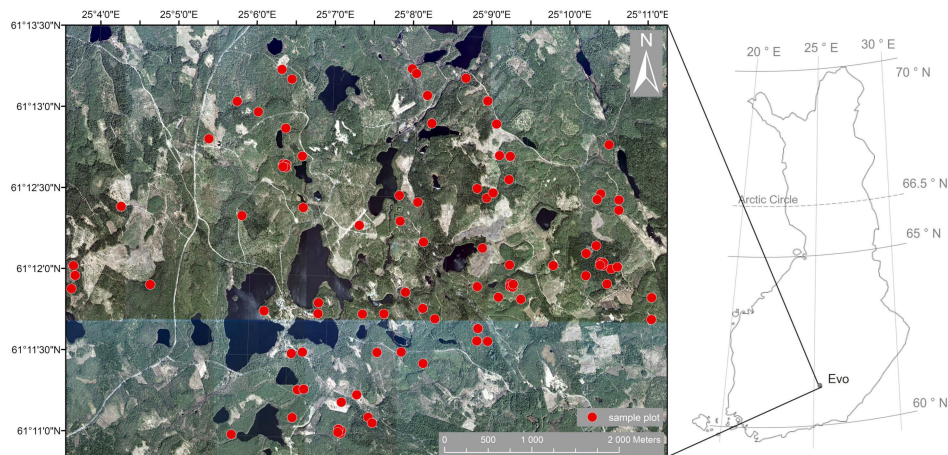 25°4'0"E 25°5'0"E 25°6'0"E 25°7'0"E 25°8'0"E 25°9'0"E 25°10'0"E 25°11'0"E
61°13'30"N
61°13'0"N
61°12'30"N
61°12'0"N
61°11'30"N
61°11'0"N
N
sample plot
0 500 1 000 2 000 Meters
20 ° E 25 ° E 30 ° E
70 ° N
66.5 ° N
Arctic Circle
65 ° N
Evo
60 ° N